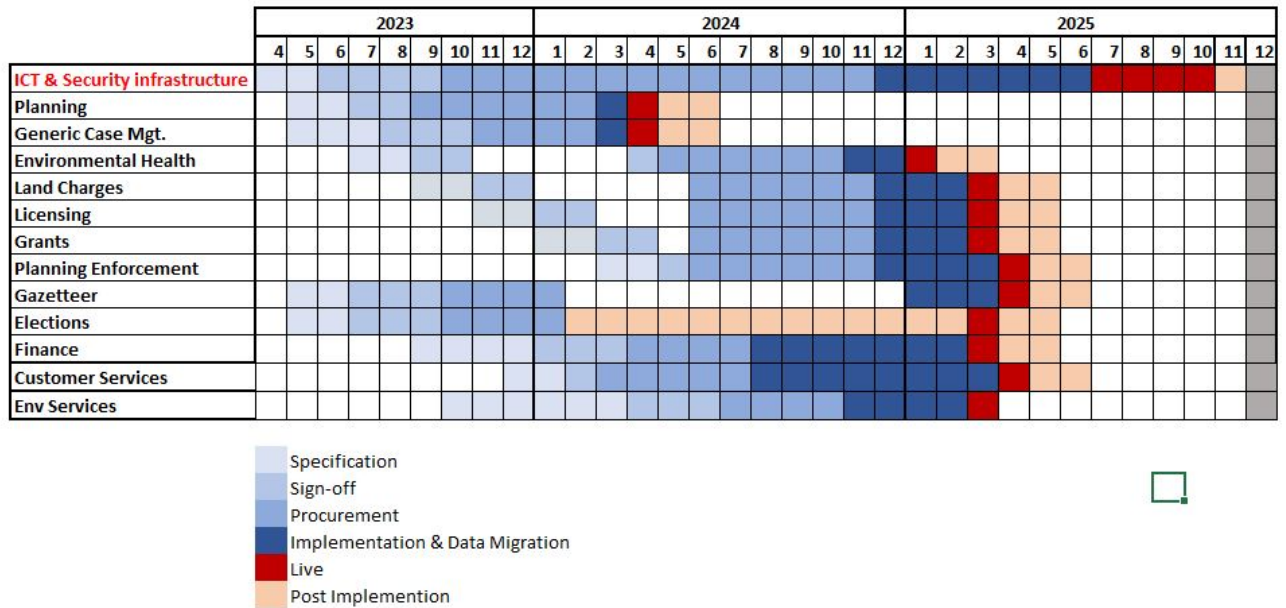 2023 2024 2025
4 5 6 7 8 9 10 11 12 1 2 3 4 5 6 7 8 9 10 11 12 1 2 3 4 5 6 7 8 9 10 11 12
ICT & Security infrastructure
Planning
Generic Case Mgt.
Environmental Health
Land Charges
Licensing
Grants
Planning Enforcement
Gazetteer
Elections
Finance
Customer Services
Env Services
Specification
Sign-off
Procurement
Implementation & Data Migration
Live
Post Implemention